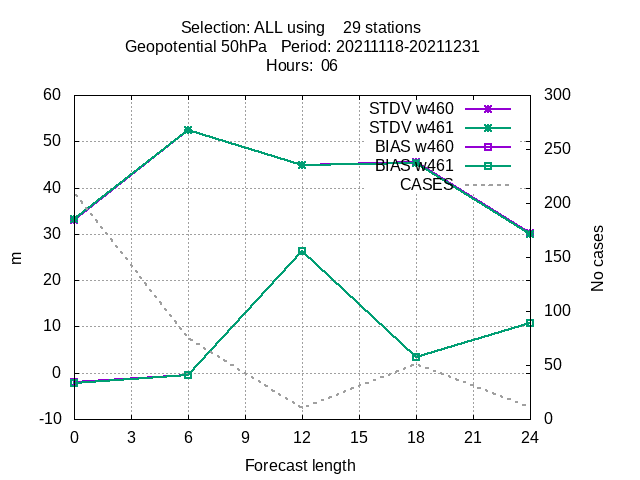 Selection: ALL using 29 stations
Geopotential 50hPa Period: 20211118-20211231
Hours: 06
60 300
STDV w460
STDV w461
50 250
BIAS w460
BIAS w461
40 CASES
200
30
m No cases
20 150
10 100
0 50
-10 0
0 3 6 9 12 15 18 21 24
Forecast length